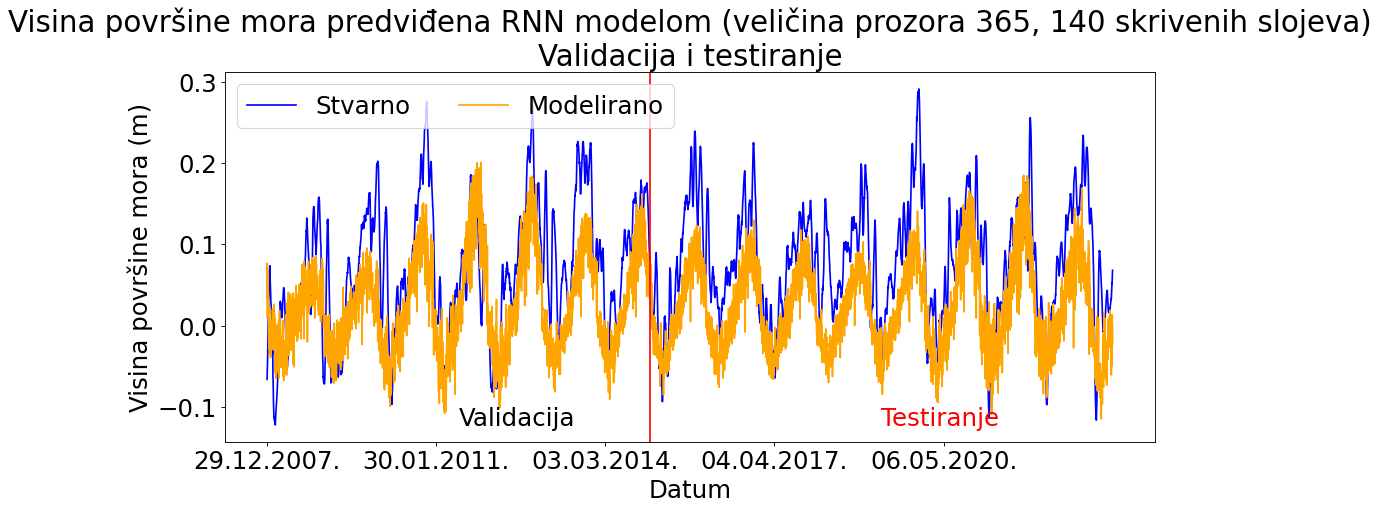 Visina površine mora predviđena RNN modelom (veličina prozora 365, 140 skrivenih slojeva)
Validacija i testiranje
Stvarno
Modelirano
Visina površine mora (m)
0.3
0.2
0.1
0.0
−0.1
Validacija
Testiranje
29.12.2007.
30.01.2011.
03.03.2014.
04.04.2017.
06.05.2020.
Datum